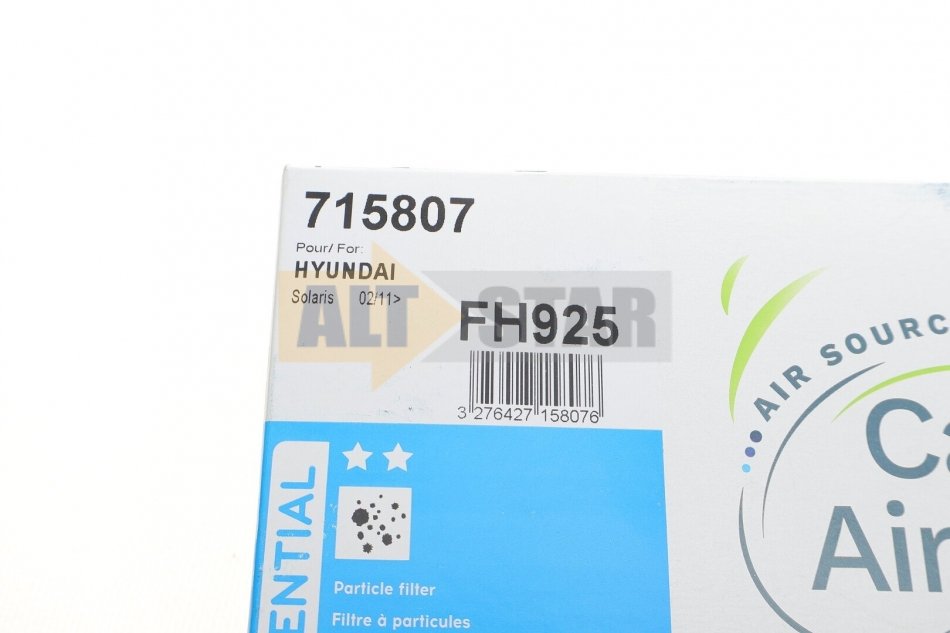 715807
Pour/ For:
HYUNDAI
Solaris 02/11>
ALT STAR
FH925
3 276427 158076
AIR SOURC
Ca
Air
ENTIAL
Particle filter
Filtre à particules